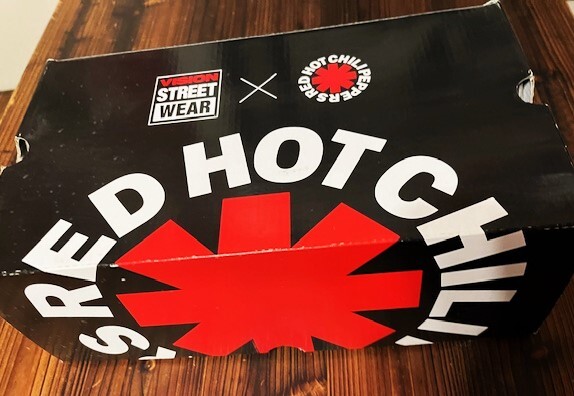 VISION
STREET
WEAR
RED HOT CHILI PEPPERS
RED HOT CHILI
S